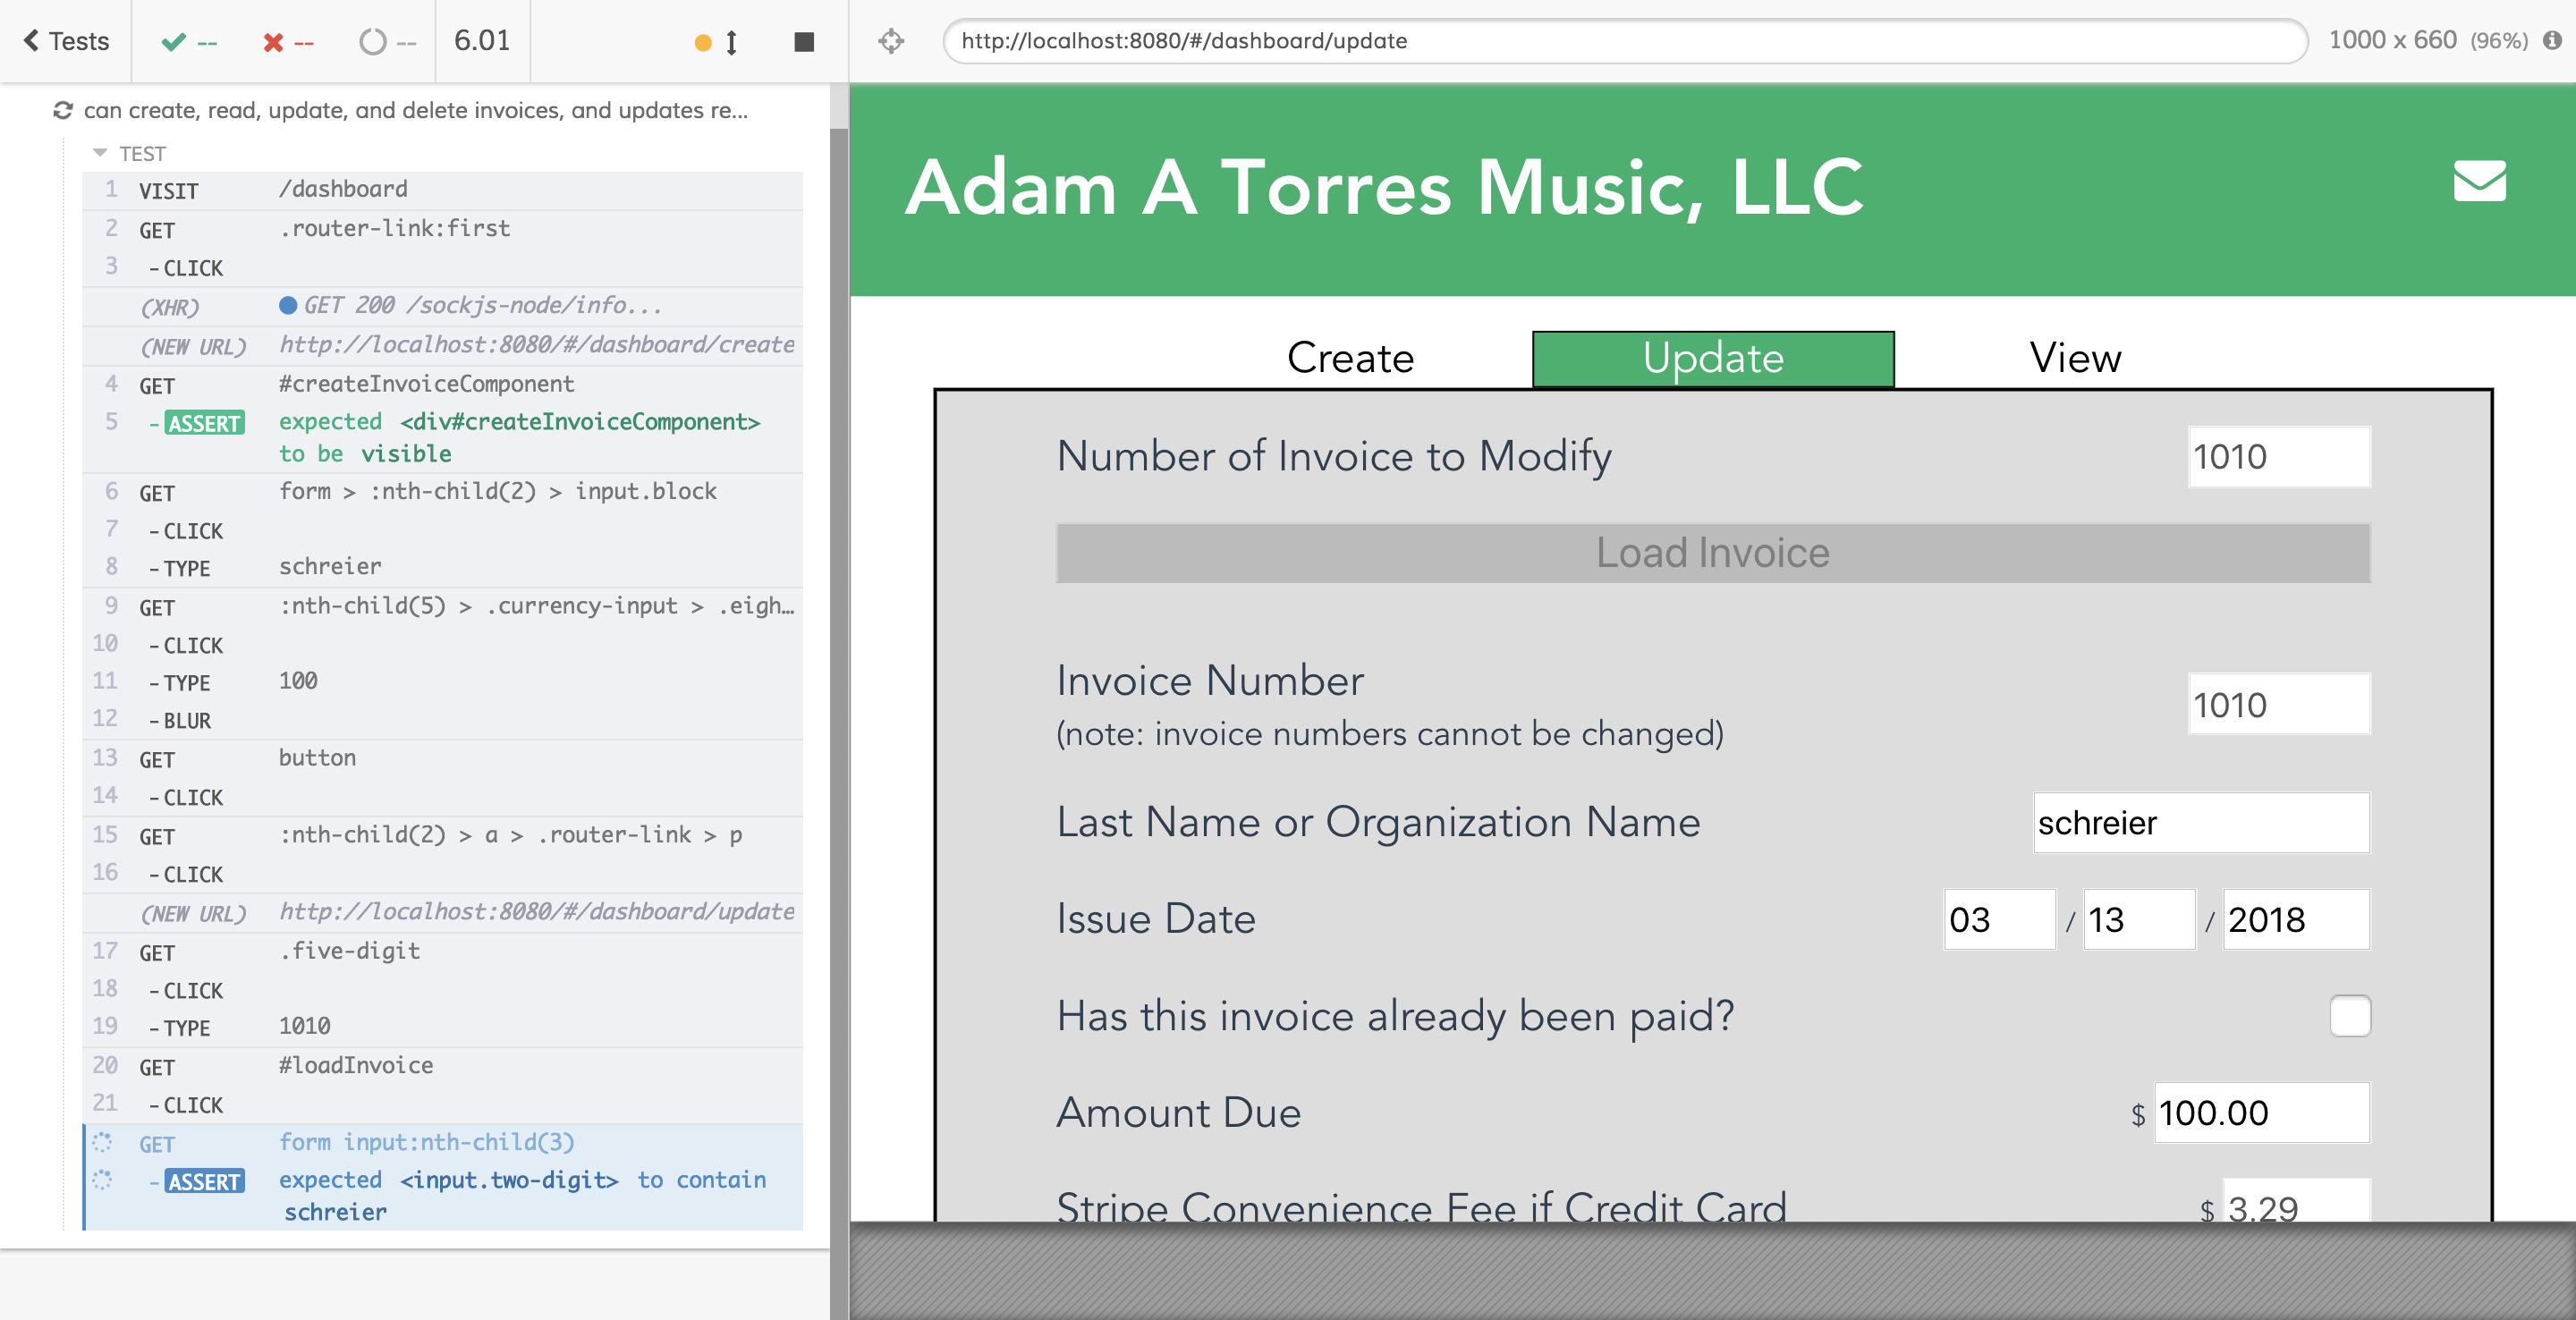 Tests
--
--
--
6.01
http://localhost:8080/#/dashboard/update
1000 x 660 (96%)
can create, read, update, and delete invoices, and updates re...
TEST
1 VISIT /dashboard
2 GET .router-link:first
3 -CLICK
(XHR) GET 200 /sockjs-node/info...
(NEW URL) http://localhost:8080/#/dashboard/create
4 GET #createInvoiceComponent
5 -ASSERT expected <div#createInvoiceComponent>
to be visible
6 GET form > :nth-child(2) > input.block
7 -CLICK
8 -TYPE schreier
9 GET :nth-child(5) > .currency-input > .eigh…
10 -CLICK
11 -TYPE 100
12 -BLUR
13 GET button
14 -CLICK
15 GET :nth-child(2) > a > .router-link > p
16 -CLICK
(NEW URL) http://localhost:8080/#/dashboard/update
17 GET .five-digit
18 -CLICK
19 -TYPE 1010
20 GET #loadInvoice
21 -CLICK
GET form input:nth-child(3)
-ASSERT expected <input.two-digit> to contain
schreier
Adam A Torres Music, LLC
Create Update View
Number of Invoice to Modify 1010
Load Invoice
Invoice Number 1010
(note: invoice numbers cannot be changed)
Last Name or Organization Name schreier
Issue Date 03 / 13 / 2018
Has this invoice already been paid?
Amount Due $ 100.00
Stripe Convenience Fee if Credit Card $ 3.29